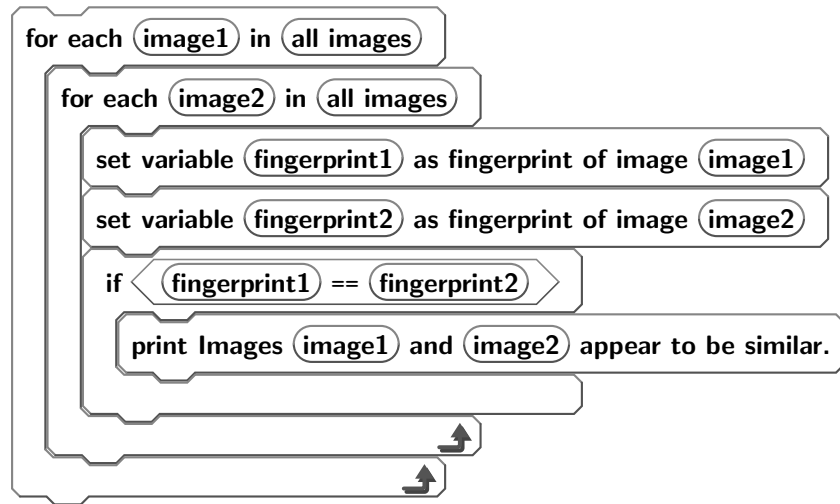 for each image1 in all images
for each image2 in all images
set variable fingerprint1 as fingerprint of image image1
set variable fingerprint2 as fingerprint of image image2
if fingerprint1 == fingerprint2
print Images image1 and image2 appear to be similar.